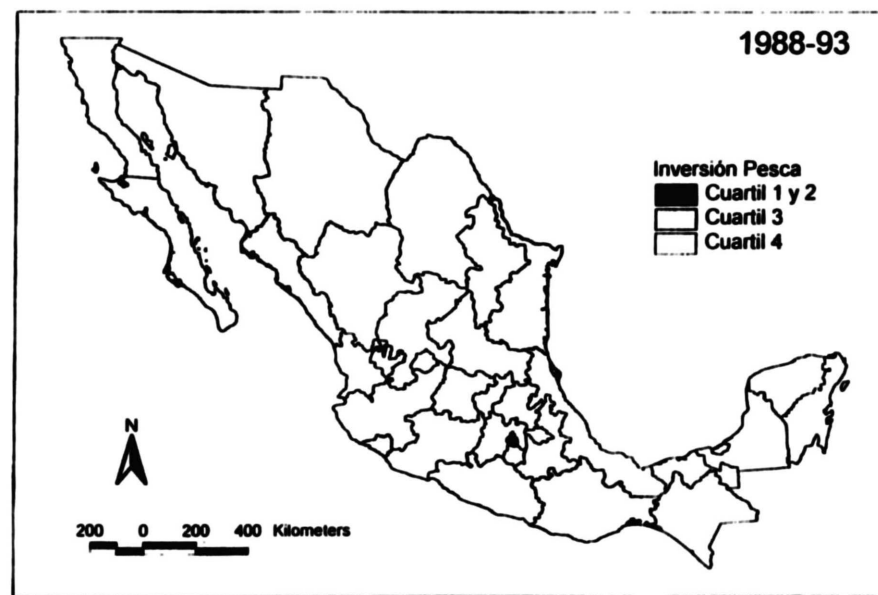 1988-93
Inversión Pesca
Cuartil 1 y 2
Cuartil 3
Cuartil 4
N
200 0 200 400 Kilometers